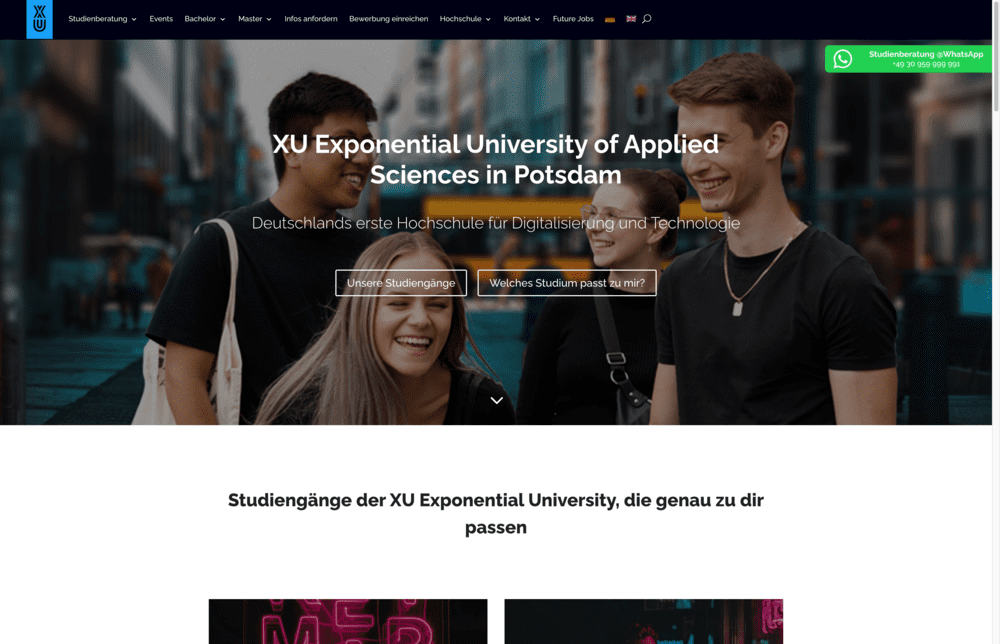 XU
Studienberatung
Events
Bachelor
Master
Infos anfordern
Bewerbung einreichen
Hochschule
Kontakt
Future Jobs
Studienberatung @WhatsApp
+49 30 959 999 991
XU Exponential University of Applied
Sciences in Potsdam
Deutschlands erste Hochschule für Digitalisierung und Technologie
Unsere Studiengänge
Welches Studium passt zu mir?
Studiengänge der XU Exponential University, die genau zu dir
passen